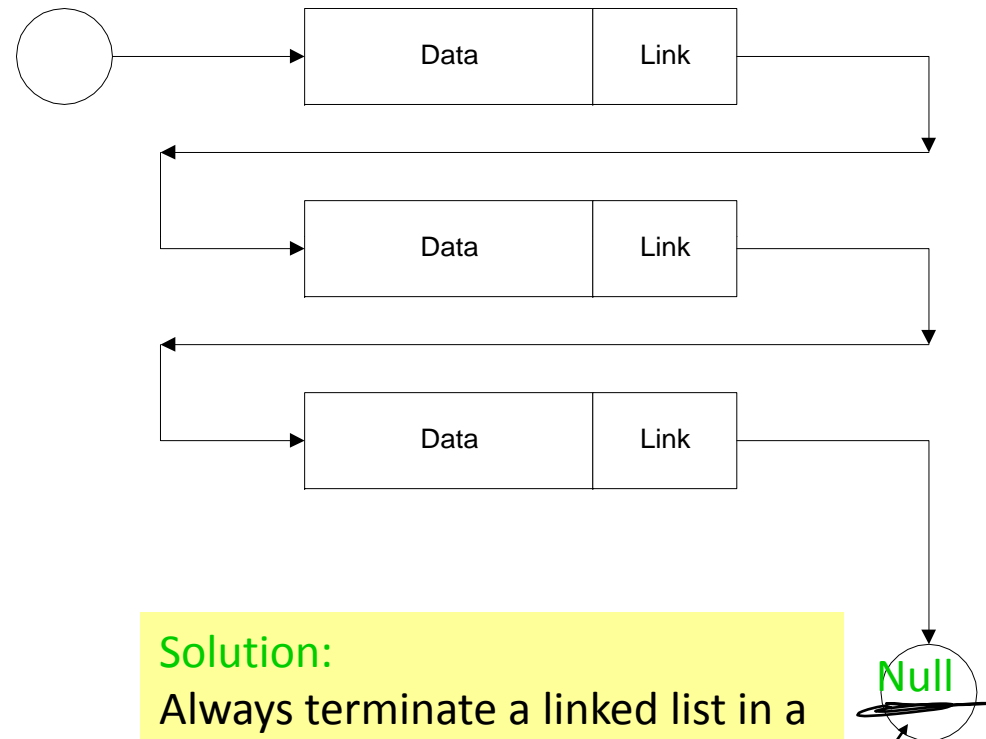 Data Link
Data Link
Data Link
Solution:
Always terminate a linked list in a
Null